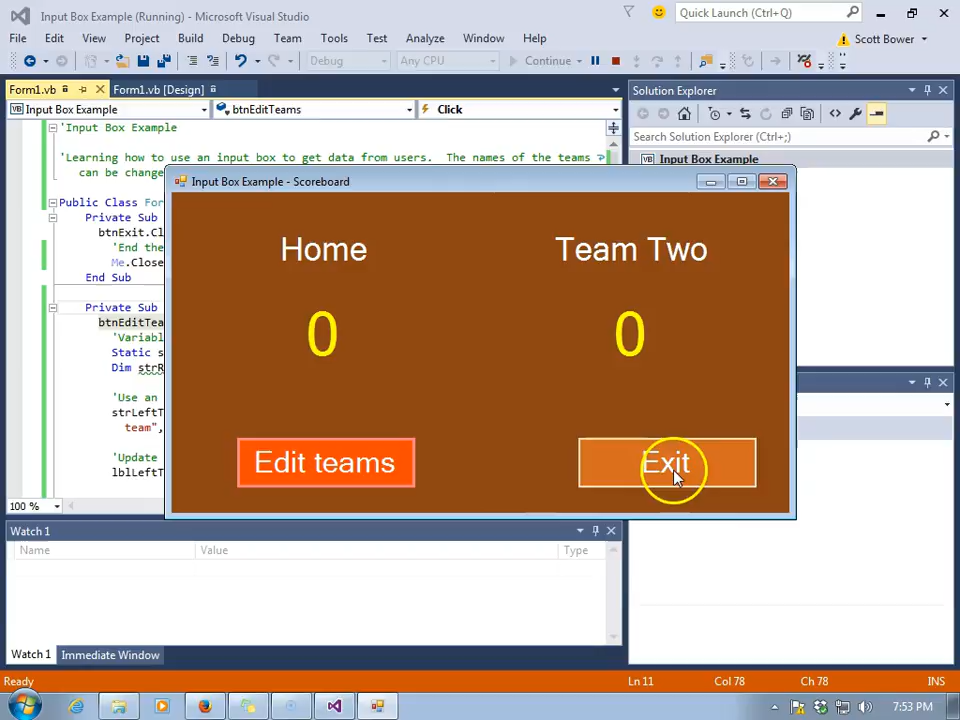 Input Box Example (Running) - Microsoft Visual Studio
Quick Launch (Ctrl+Q)
File Edit View Project Build Debug Team Tools Test Analyze Window Help
Scott Bower
Debug Any CPU Continue
Form1.vb Form1.vb [Design]
Solution Explorer
Input Box Example btnEditTeams Click
'Input Box Example
Search Solution Explorer (Ctrl+;)
'Learning how to use an input box to get data from users. The names of the teams
can be change
Input Box Example
Input Box Example - Scoreboard
Public Class For
Private Sub
btnExit.Cl
'End the
Me.Close
End Sub
Private Sub
btnEditTea
'Variabl
Static s
Dim strR
'Use an
strLeftT
team",
'Update
lblLeftT
Home Team Two
0 0
Edit teams Exit
100 %
Watch 1
Name Value Type
Watch 1 Immediate Window
Ready Ln 11 Col 78 Ch 78 INS
7:53 PM